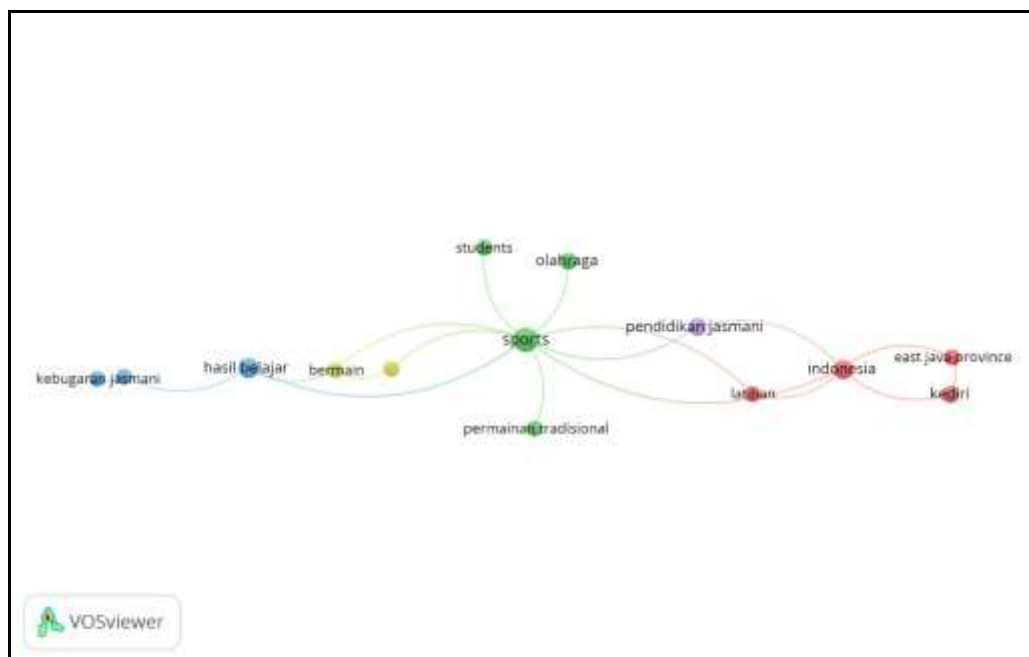 students
olahraga
pendidikan jasmani
sports
east java province
hasil belajar
bermain
indonesia
kebugaran jasmani
latihan
kediri
permainan tradisional
VOSviewer